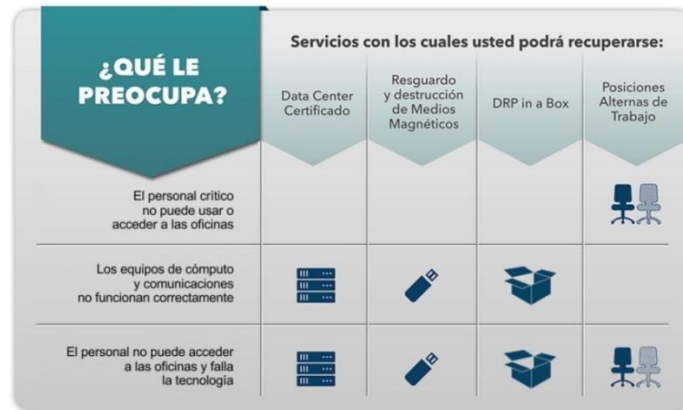 ¿QUÉ LE
PREOCUPA?
Servicios con los cuales usted podrá recuperarse:
Data Center
Certificado
Resguardo
y destrucción
de Medios
Magnéticos
DRP in a Box
Posiciones
Alternas de
Trabajo
El personal crítico
no puede usar o
acceder a las oficinas
Los equipos de cómputo
y comunicaciones
no funcionan correctamente
El personal no puede acceder
a las oficinas y falla
la tecnología